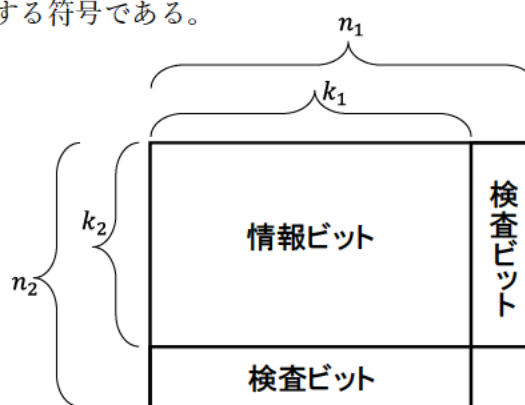 する符号である。
n₁
k₁
k₂
情報ビット
検査ビット
n₂
検査ビット